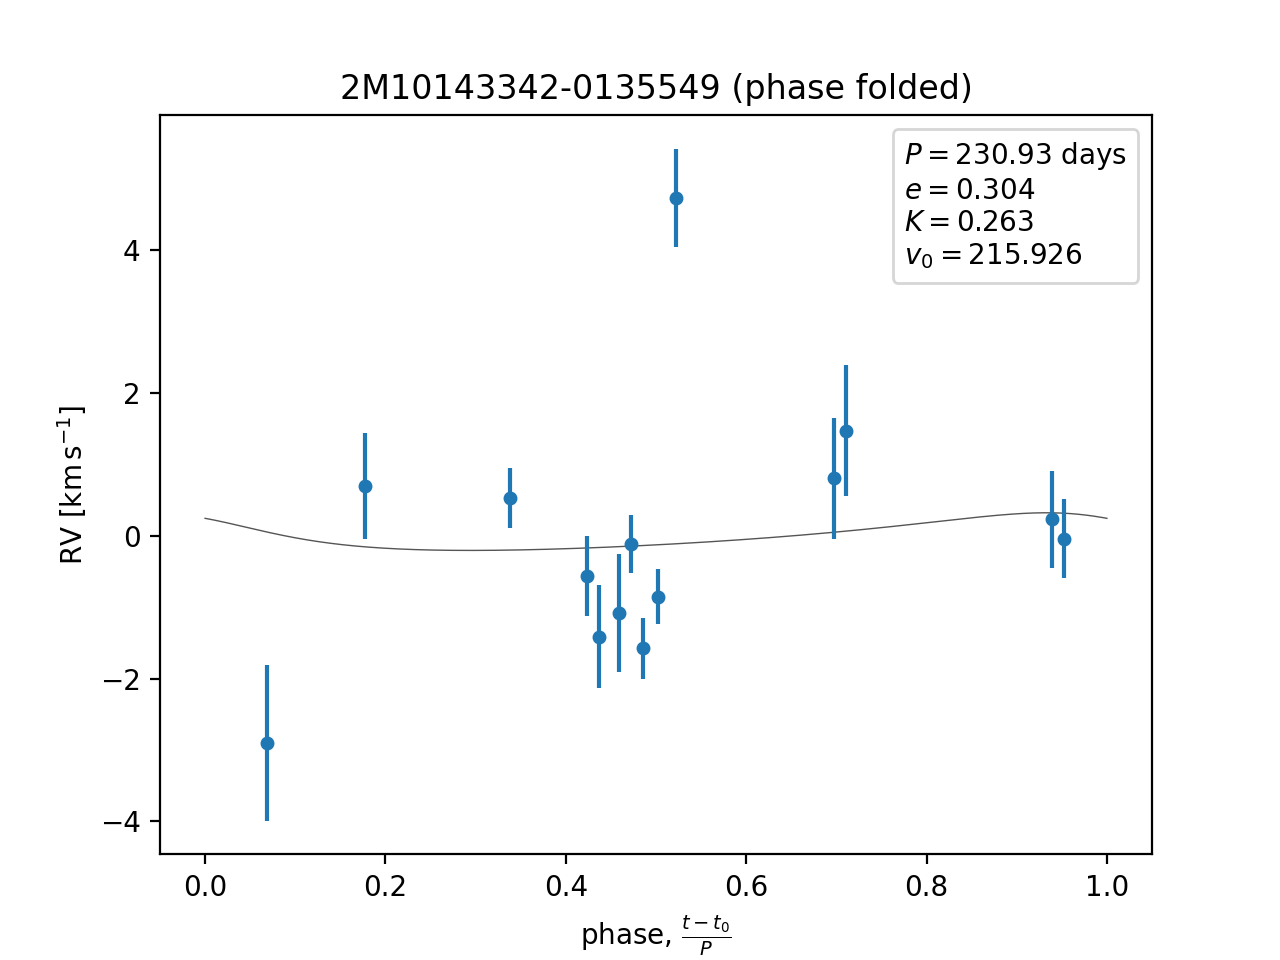 2M10143342-0135549 (phase folded)
P = 230.93 days
e = 0.304
K = 0.263
v₀ = 215.926
RV [km s⁻¹]
4
2
0
−2
−4
0.0 0.2 0.4 0.6 0.8 1.0
phase, (t − t₀)/P